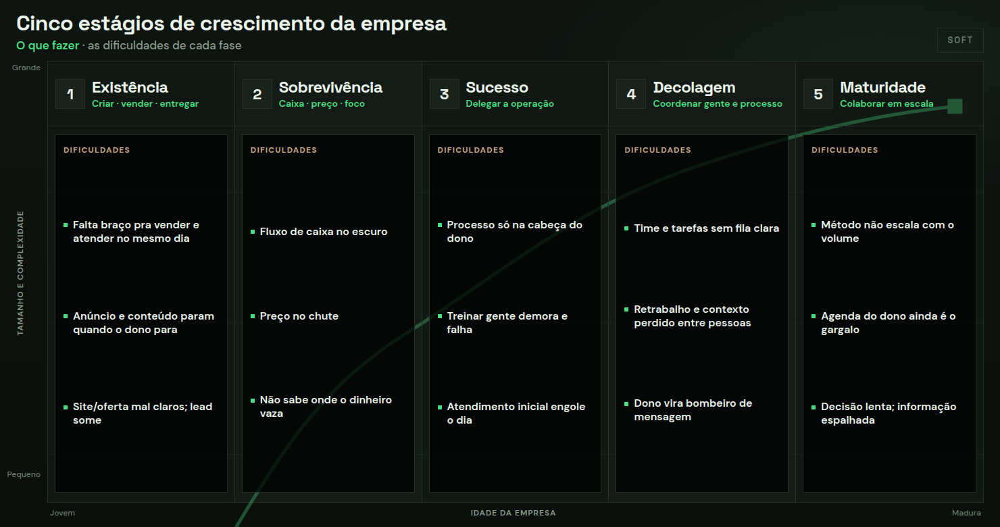 Cinco estágios de crescimento da empresa
O que fazer · as dificuldades de cada fase
SOFT
Grande
TAMANHO E COMPLEXIDADE
Pequeno
1
Existência
Criar · vender · entregar
DIFICULDADES
Falta braço pra vender e
atender no mesmo dia
Anúncio e conteúdo param
quando o dono para
Site/oferta mal claros; lead
some
2
Sobrevivência
Caixa · preço · foco
DIFICULDADES
Fluxo de caixa no escuro
Preço no chute
Não sabe onde o dinheiro
vaza
3
Sucesso
Delegar a operação
DIFICULDADES
Processo só na cabeça do
dono
Treinar gente demora e
falha
Atendimento inicial engole
o dia
4
Decolagem
Coordenar gente e processo
DIFICULDADES
Time e tarefas sem fila clara
Retrabalho e contexto
perdido entre pessoas
Dono vira bombeiro de
mensagem
5
Maturidade
Colaborar em escala
DIFICULDADES
Método não escala com o
volume
Agenda do dono ainda é o
gargalo
Decisão lenta; informação
espalhada
Jovem
IDADE DA EMPRESA
Madura